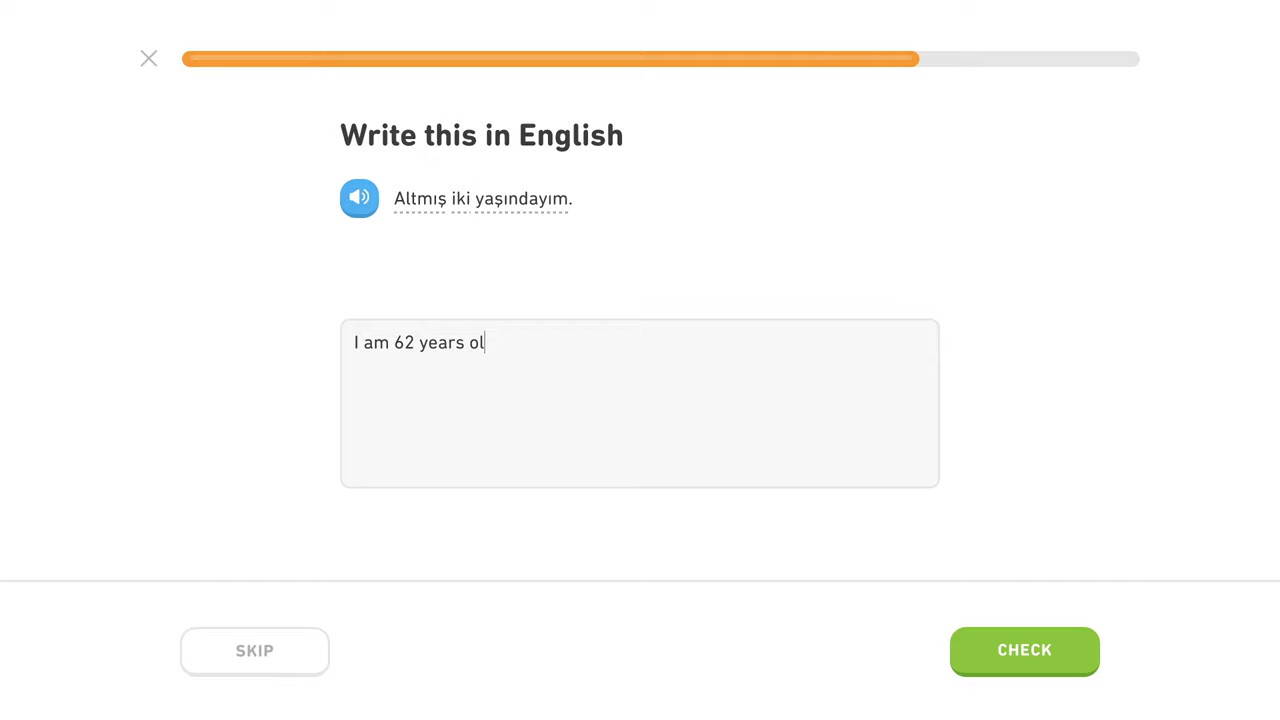 Write this in English
Altmış iki yaşındayım.
I am 62 years ol
SKIP
CHECK